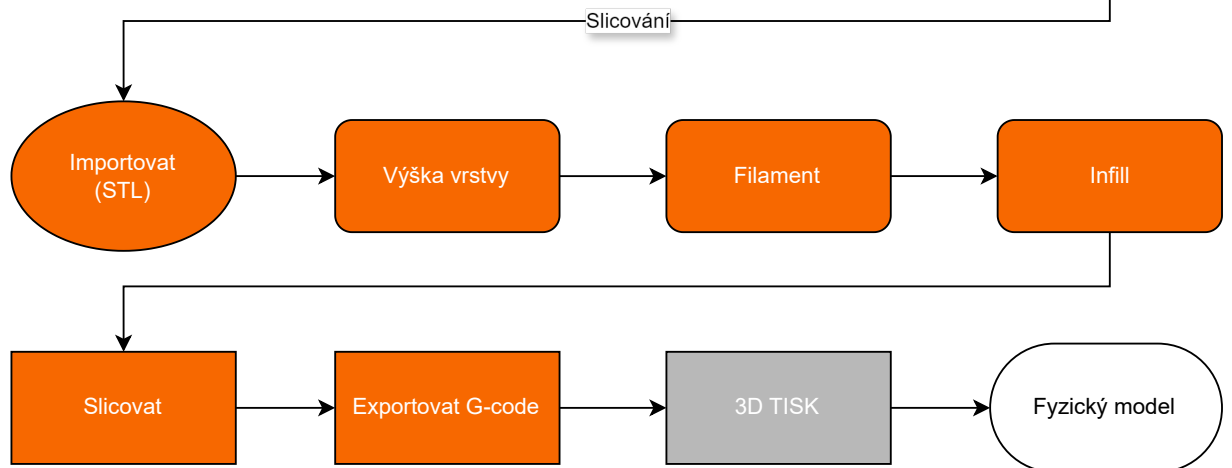 Slicování
Importovat
(STL)
Výška vrstvy
Filament
Infill
Slicovat
Exportovat G-code
3D TISK
Fyzický model